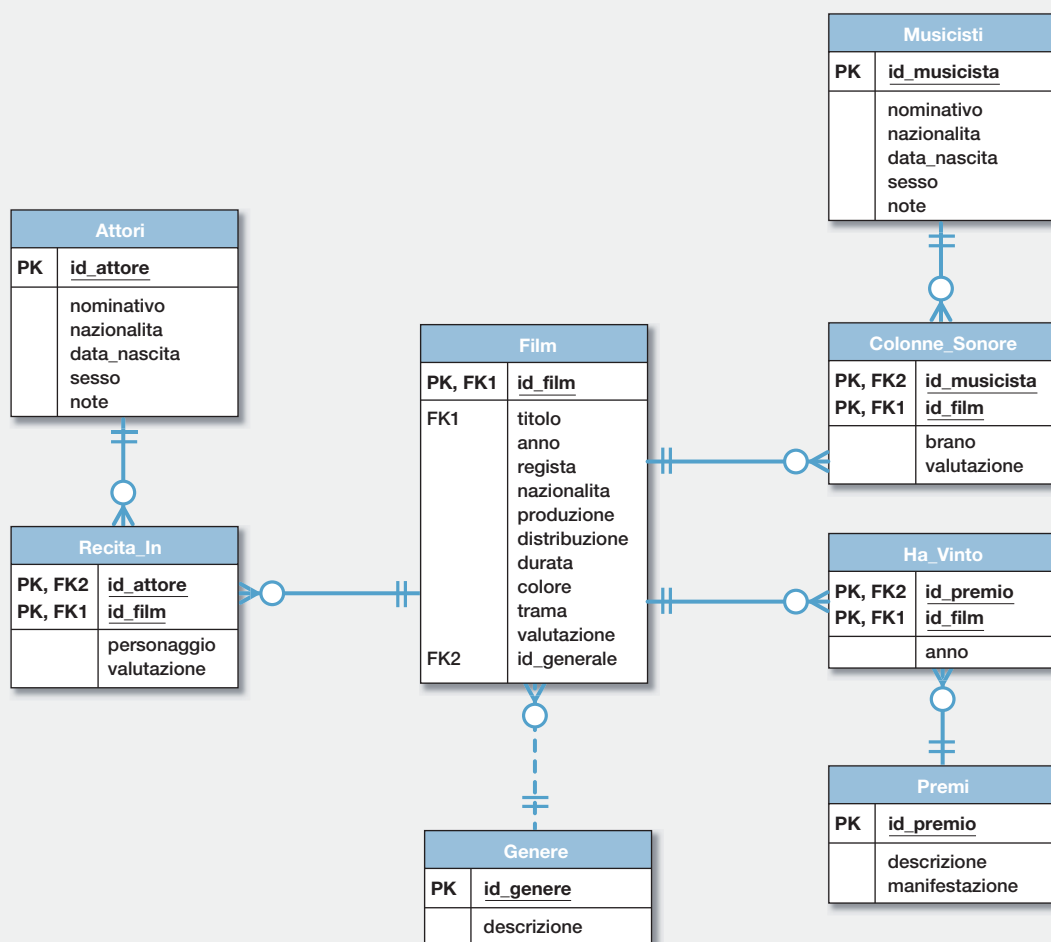 Musicisti
PK id_musicista
nominativo
nazionalita
data_nascita
sesso
note
Attori
PK id_attore
nominativo
nazionalita
data_nascita
sesso
note
Film
PK, FK1 id_film
FK1 titolo
anno
regista
nazionalita
produzione
distribuzione
durata
colore
trama
valutazione
FK2 id_generale
Colonne_Sonore
PK, FK2 id_musicista
PK, FK1 id_film
brano
valutazione
Recita_In
PK, FK2 id_attore
PK, FK1 id_film
personaggio
valutazione
Ha_Vinto
PK, FK2 id_premio
PK, FK1 id_film
anno
Premi
PK id_premio
descrizione
manifestazione
Genere
PK id_genere
descrizione